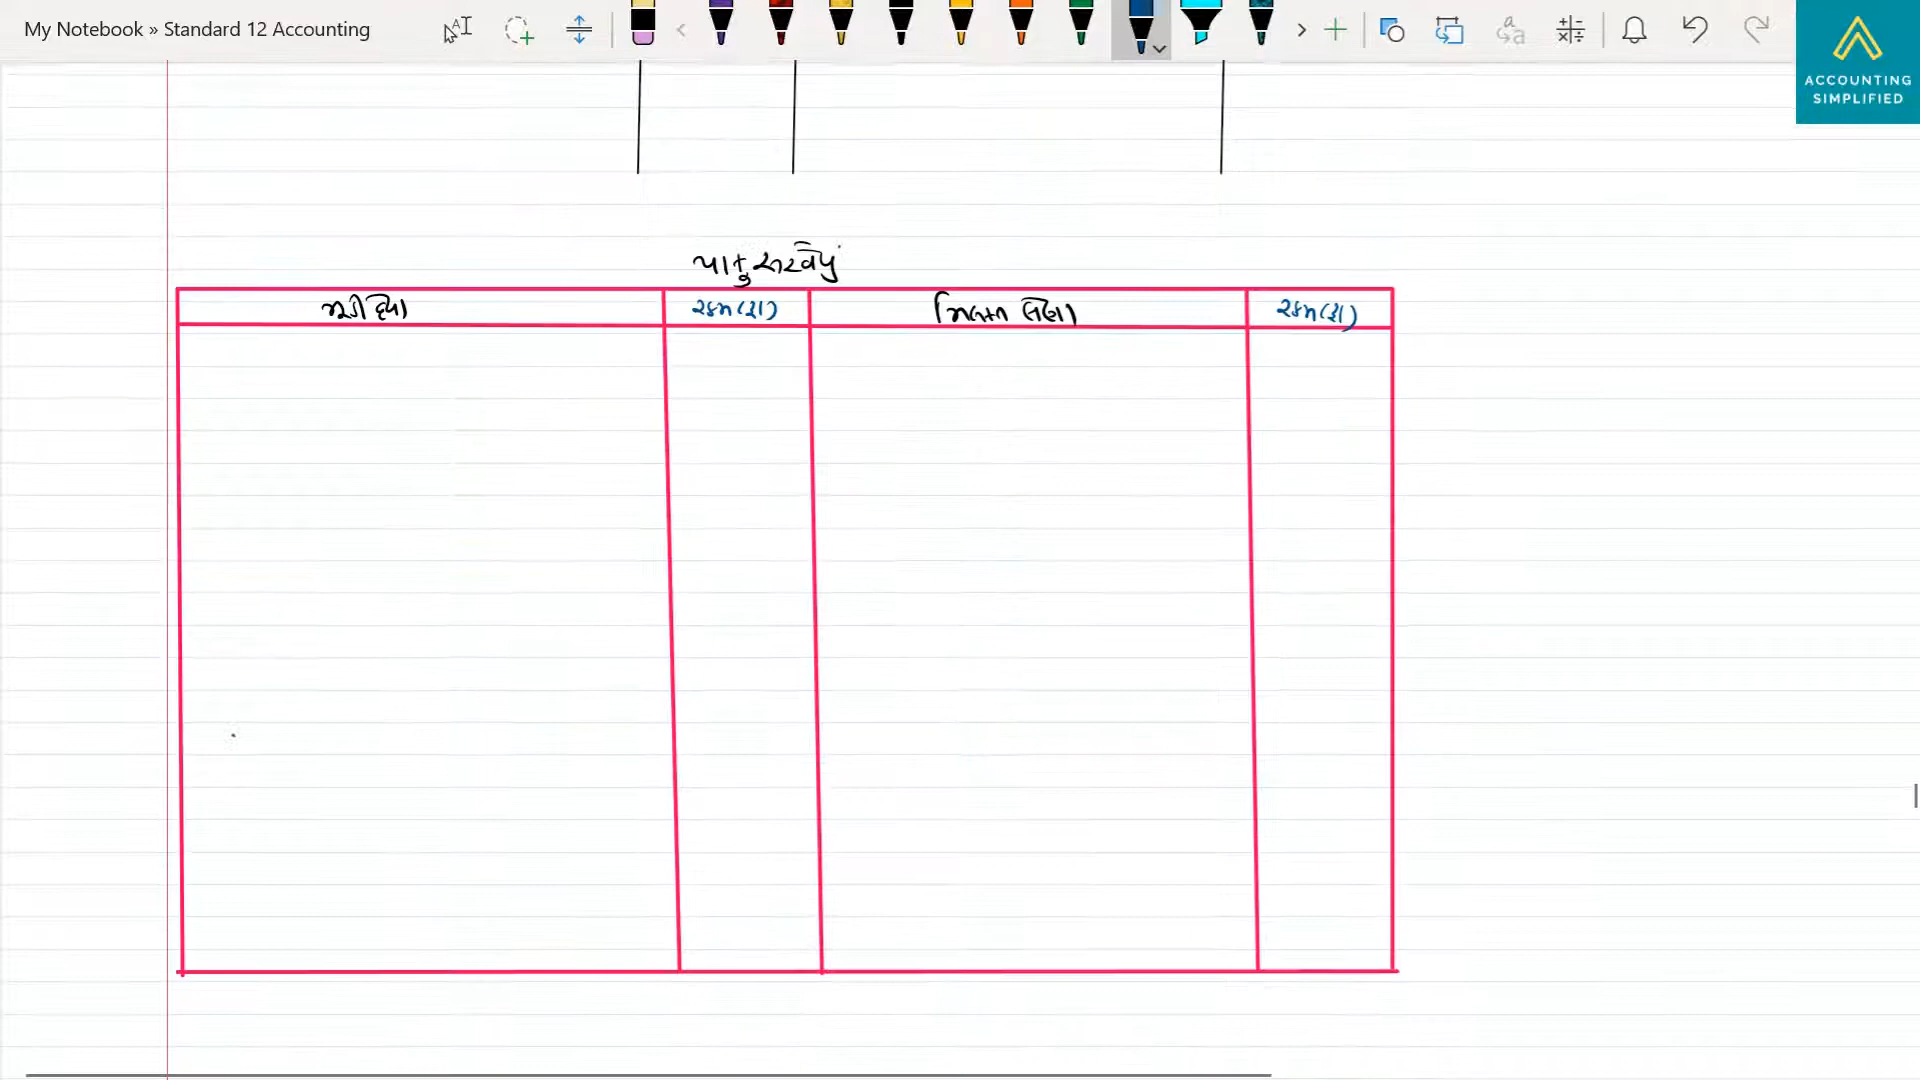 My Notebook » Standard 12 Accounting
ACCOUNTING
SIMPLIFIED
પાકું સરવૈયું
મૂડી દેવા
રકમ (રૂા)
મિલકત લેણા
રકમ (રૂા)